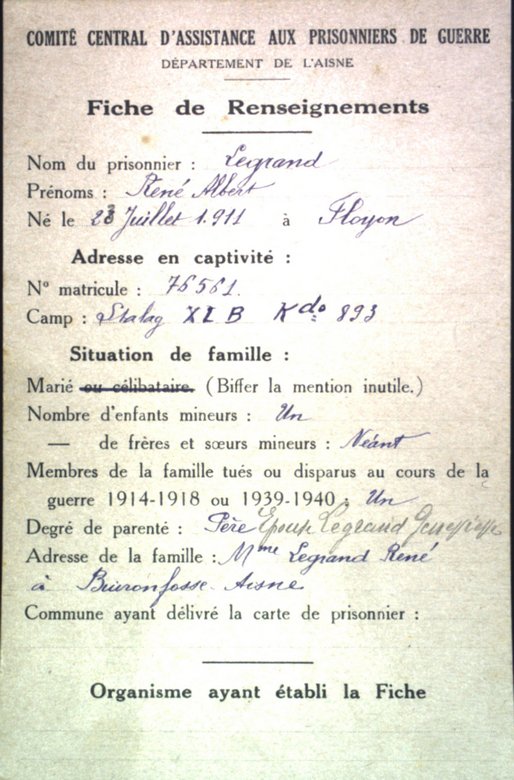 COMITÉ CENTRAL D'ASSISTANCE AUX PRISONNIERS DE GUERRE
DÉPARTEMENT DE L'AISNE
Fiche de Renseignements
Nom du prisonnier : Legrand
Prénoms : René Albert
Né le 23 Juillet 1.911 à Floyon
Adresse en captivité :
N° matricule : 76561.
Camp : Stalag XI B Kdo 893
Situation de famille :
Marié ou célibataire. (Biffer la mention inutile.)
Nombre d'enfants mineurs : Un
— de frères et sœurs mineurs : Néant
Membres de la famille tués ou disparus au cours de la
guerre 1914-1918 ou 1939-1940 : Un
Degré de parenté : Père Epouse Legrand
Adresse de la famille : Mme Legrand René
à Buironfosse Aisne
Commune ayant délivré la carte de prisonnier :
Organisme ayant établi la Fiche